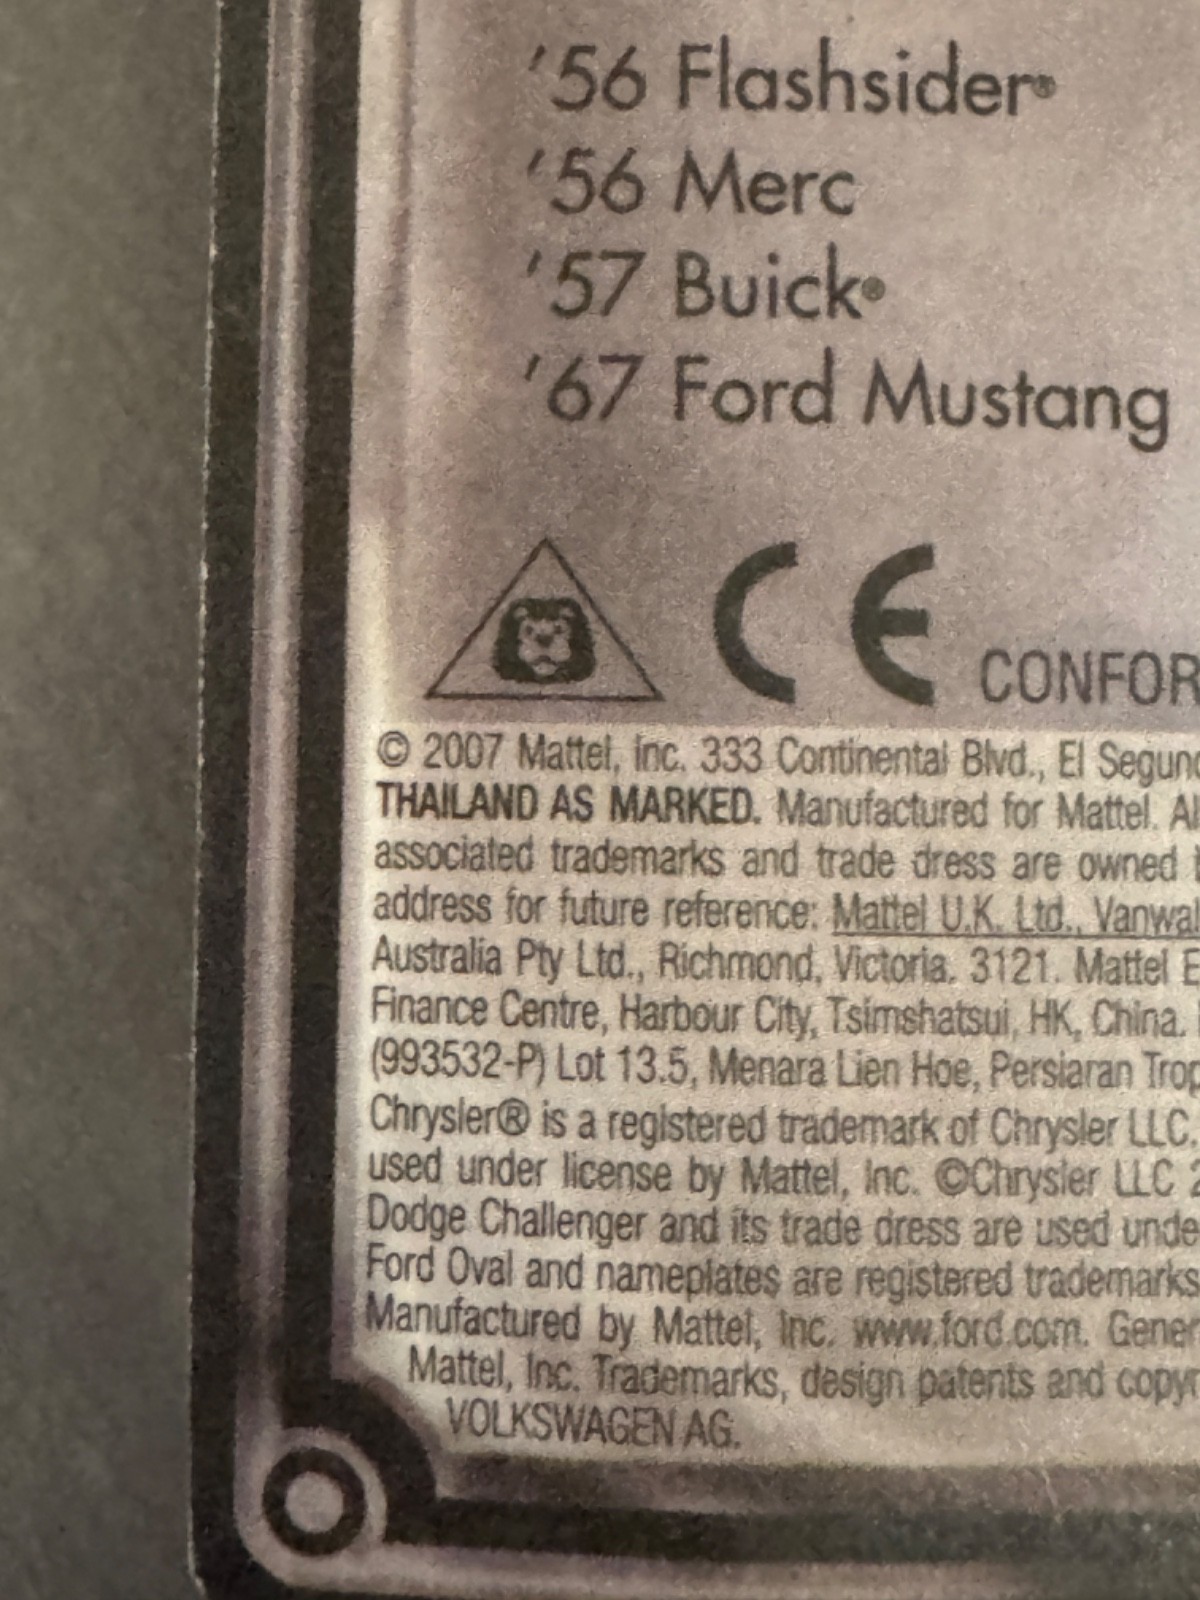 '56 Flashsider®
'56 Merc
'57 Buick®
'67 Ford Mustang
CE CONFOR
© 2007 Mattel, Inc. 333 Continental Blvd., El Segund
THAILAND AS MARKED. Manufactured for Mattel. Al
associated trademarks and trade dress are owned b
address for future reference: Mattel U.K. Ltd., Vanwal
Australia Pty Ltd., Richmond, Victoria. 3121. Mattel E
Finance Centre, Harbour City, Tsimshatsui, HK, China.
(993532-P) Lot 13.5, Menara Lien Hoe, Persiaran Trop
Chrysler® is a registered trademark of Chrysler LLC.
used under license by Mattel, Inc. ©Chrysler LLC 2
Dodge Challenger and its trade dress are used unde
Ford Oval and nameplates are registered trademarks
Manufactured by Mattel, Inc. www.ford.com. Gener
Mattel, Inc. Trademarks, design patents and copyr
VOLKSWAGEN AG.